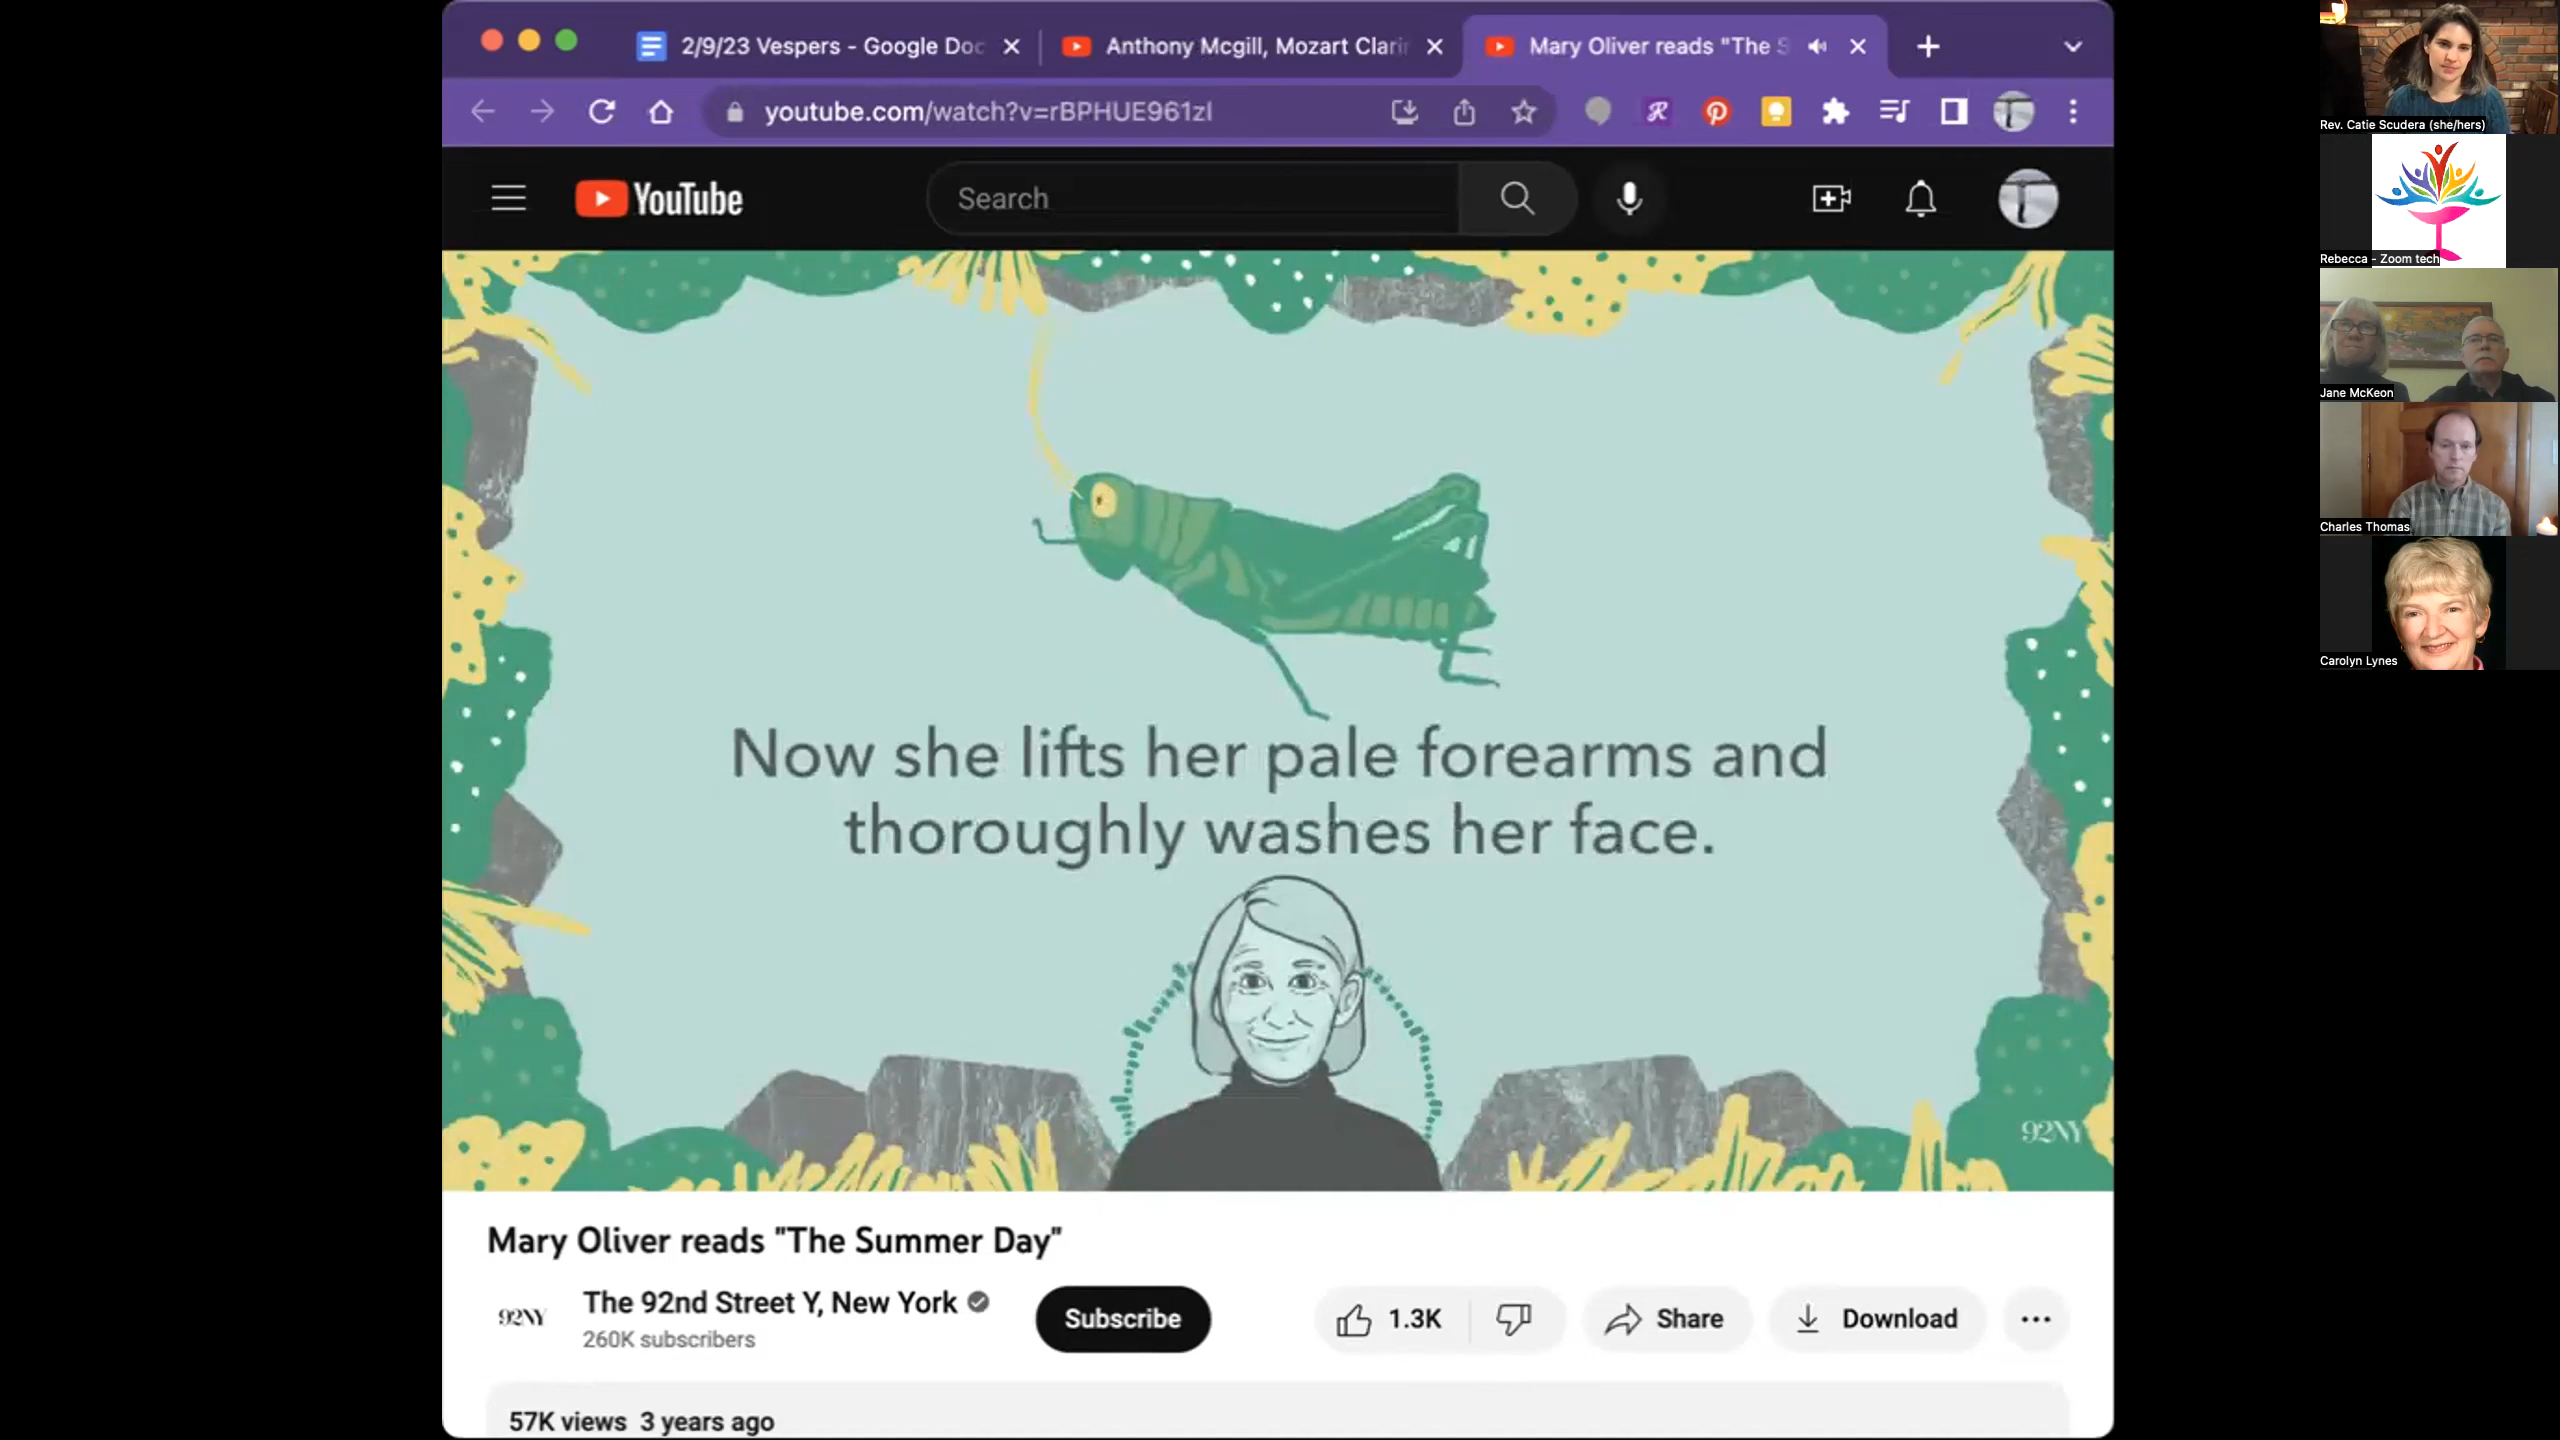 2/9/23 Vespers - Google Doc
Anthony Mcgill, Mozart Clari
Mary Oliver reads "The S
youtube.com/watch?v=rBPHUE961zI
YouTube
Search
Now she lifts her pale forearms and
thoroughly washes her face.
92NY
Mary Oliver reads "The Summer Day"
92NY
The 92nd Street Y, New York
260K subscribers
Subscribe
1.3K
Share
Download
57K views 3 years ago
Rev. Catie Scudera (she/hers)
Rebecca - Zoom tech
Jane McKeon
Charles Thomas
Carolyn Lynes